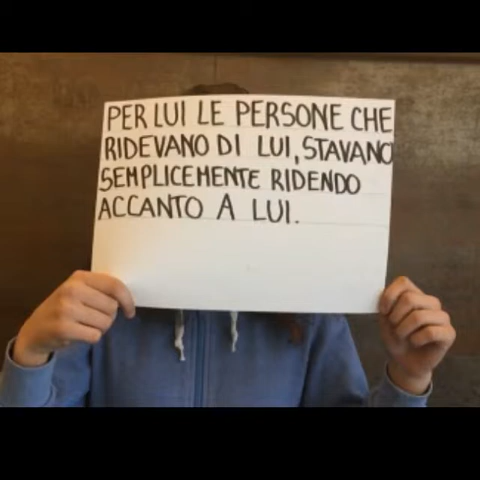 PER LUI LE PERSONE CHE
RIDEVANO DI LUI, STAVANO
SEMPLICEMENTE RIDENDO
ACCANTO A LUI.